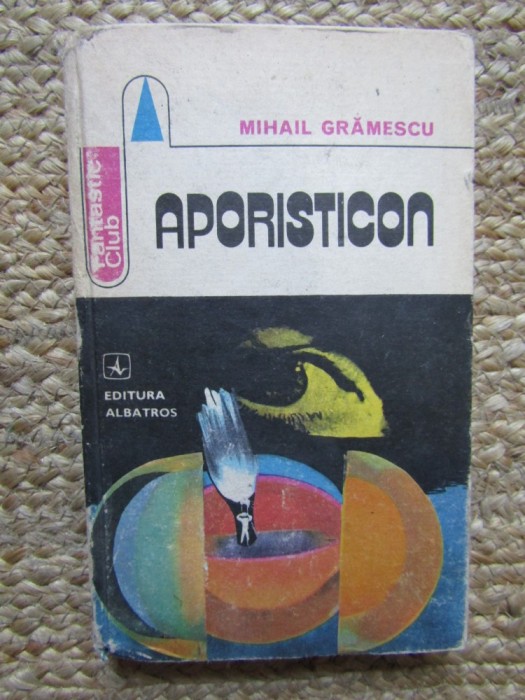 MIHAIL GRĂMESCU
Fantastic
Club
APORISTICON
EDITURA
ALBATROS